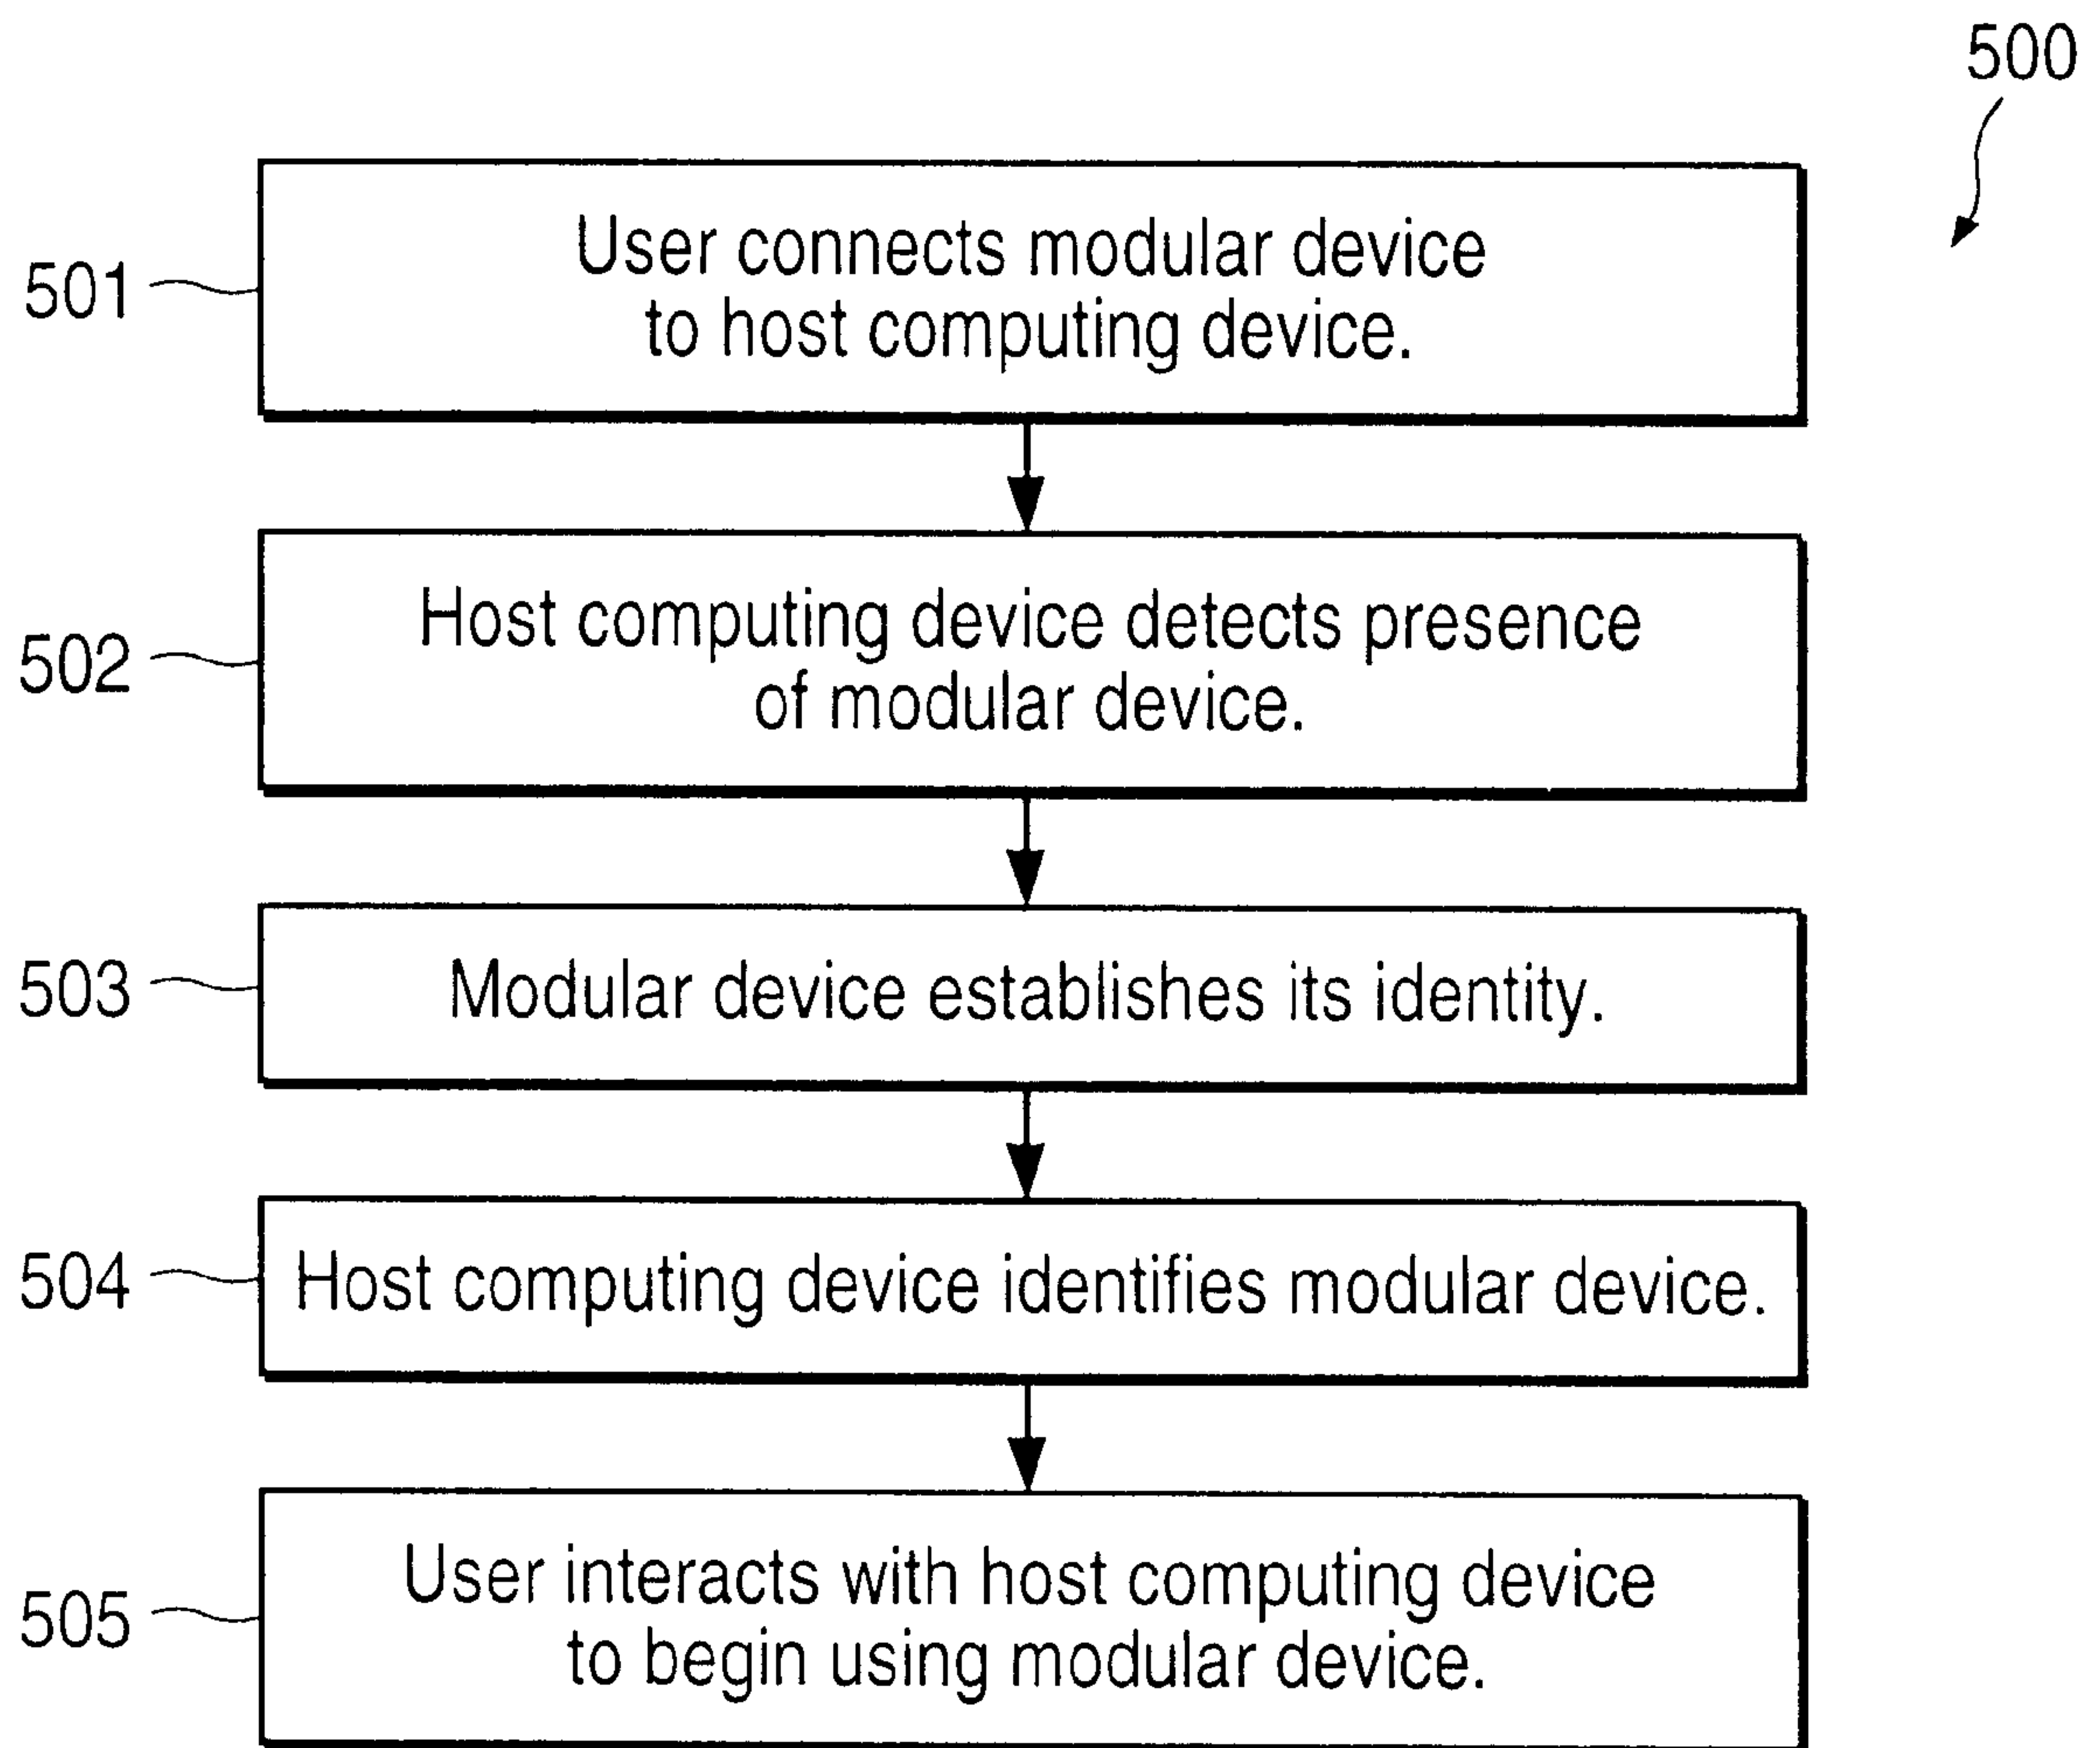 500
501
User connects modular device
to host computing device.
502
Host computing device detects presence
of modular device.
503
Modular device establishes its identity.
504
Host computing device identifies modular device.
505
User interacts with host computing device
to begin using modular device.